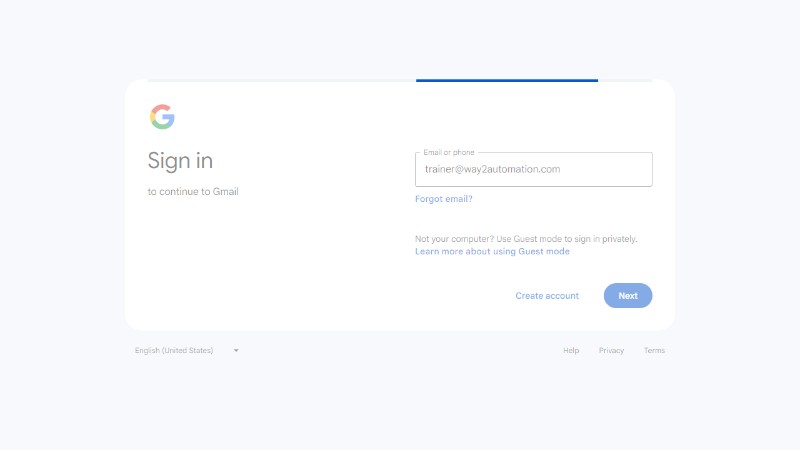 Sign in
to continue to Gmail
Email or phone
trainer@way2automation.com
Forgot email?
Not your computer? Use Guest mode to sign in privately.
Learn more about using Guest mode
Create account
Next
English (United States)
Help
Privacy
Terms